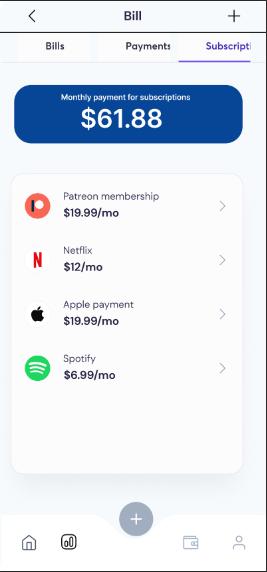 Bill
Bills Payments Subscripti
Monthly payment for subscriptions
$61.88
Patreon membership
$19.99/mo
Netflix
$12/mo
Apple payment
$19.99/mo
Spotify
$6.99/mo